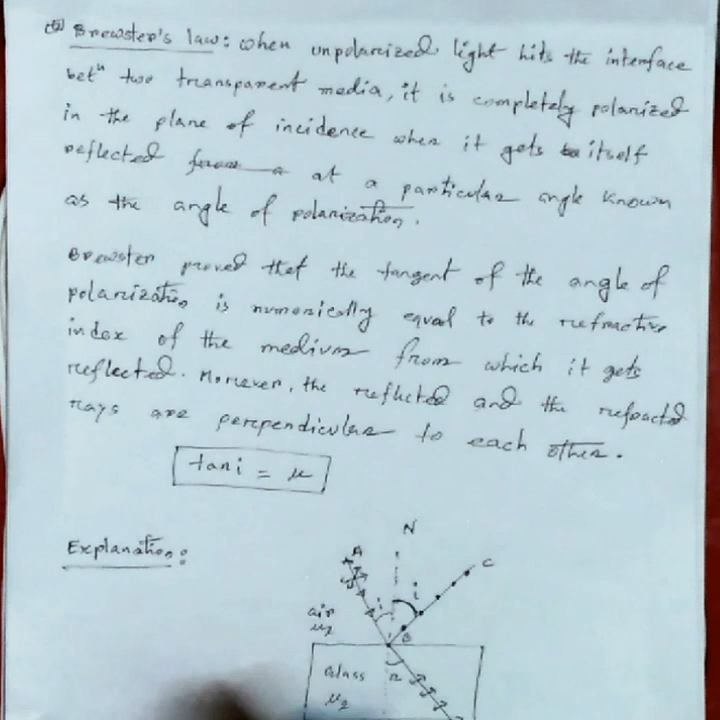 Brewster's law: when unpolarized light hits the interface
betⁿ two transparent media, it is completely polarized
in the plane of incidence when it gets itself
reflected from a at a particular angle known
as the angle of polarization.
Brewster proved that the tangent of the angle of
polarization is numerically equal to the refractive
index of the medium from which it gets
reflected. Moreover, the reflected and the refracted
rays are perpendicular to each other.
tan i = μ
Explanation:
N
A
C
i
i
air
B
Glass
r
μ₂